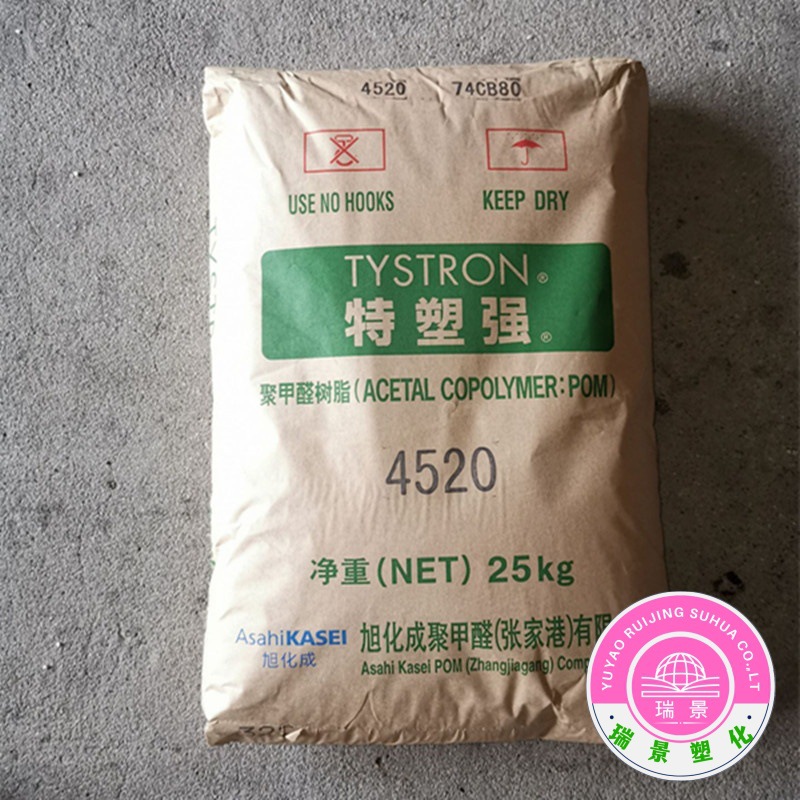 4520 74CB80
USE NO HOOKS
KEEP DRY
TYSTRON®
特塑强®
聚甲醛树脂(ACETAL COPOLYMER:POM)
4520
净重(NET) 25kg
AsahiKASEI
旭化成
旭化成聚甲醛(张家港)有限
Asahi Kasei POM (Zhangjiagang) Comp
YUYAO RUIJING SUHUA CO.,LT
瑞景
·瑞景塑化·